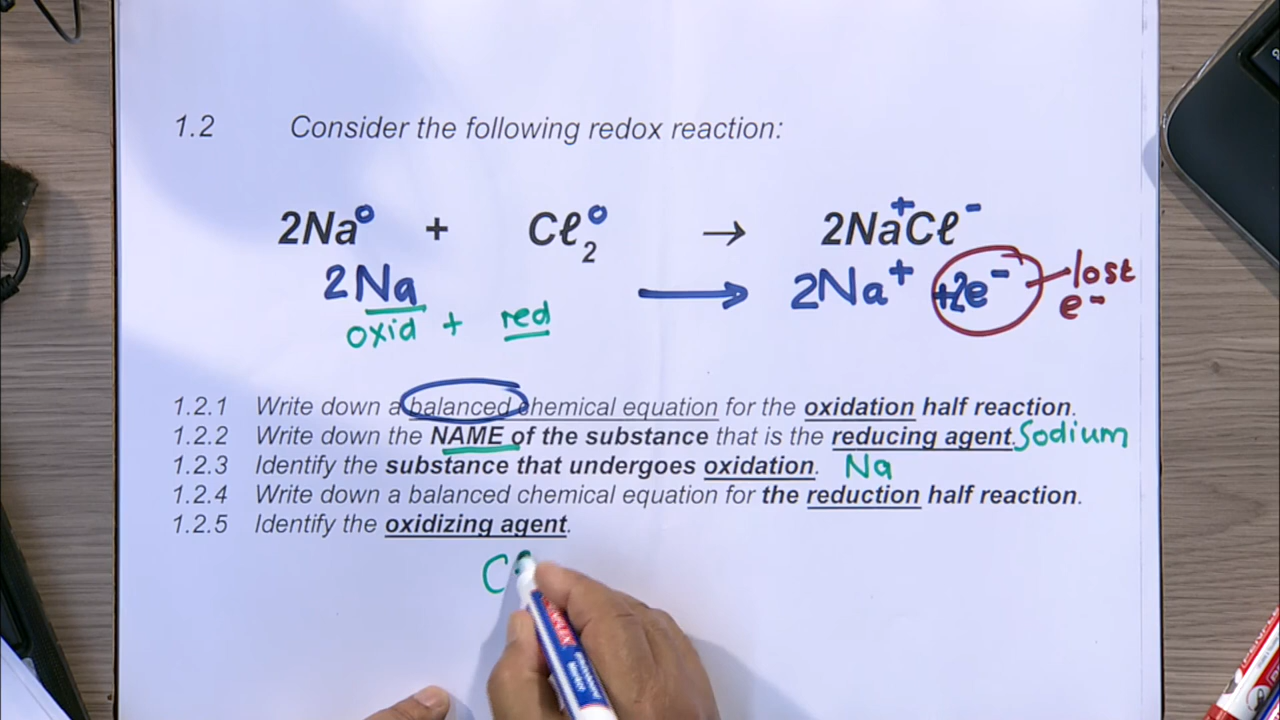 1.2 Consider the following redox reaction:
2Na⁰ + Cℓ₂⁰ → 2Na⁺Cℓ⁻
2Na → 2Na⁺ +2e⁻ lost e⁻
oxid + red
1.2.1 Write down a balanced chemical equation for the oxidation half reaction.
1.2.2 Write down the NAME of the substance that is the reducing agent. Sodium
1.2.3 Identify the substance that undergoes oxidation. Na
1.2.4 Write down a balanced chemical equation for the reduction half reaction.
1.2.5 Identify the oxidizing agent.
C